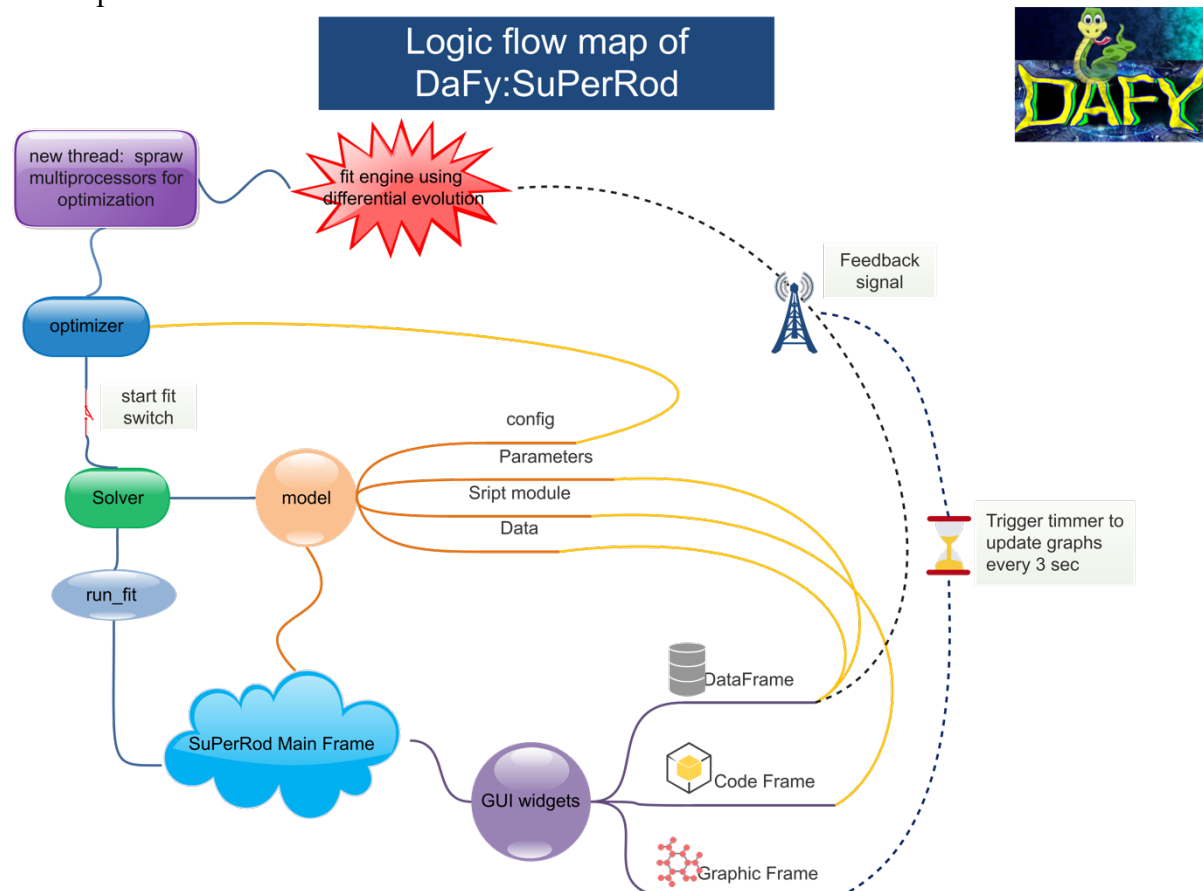 Logic flow map of
DaFy:SuPerRod
DAFY
new thread: spraw
multiprocessors for
optimization
fit engine using
differential evolution
Feedback
signal
optimizer
start fit
switch
config
Parameters
Sript module
Data
Solver
model
Trigger timmer to
update graphs
every 3 sec
run_fit
DataFrame
SuPerRod Main Frame
Code Frame
GUI widgets
Graphic Frame